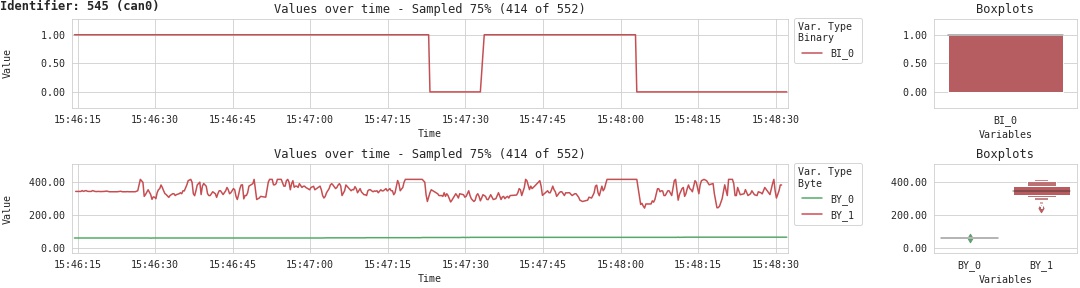 Identifier: 545 (can0)
Values over time - Sampled 75% (414 of 552)
Boxplots
Value
1.00
0.50
0.00
15:46:15 15:46:30 15:46:45 15:47:00 15:47:15 15:47:30 15:47:45 15:48:00 15:48:15 15:48:30
Time
Var. Type
Binary
BI_0
1.00
0.50
0.00
BI_0
Variables
Values over time - Sampled 75% (414 of 552)
Boxplots
Value
400.00
200.00
0.00
15:46:15 15:46:30 15:46:45 15:47:00 15:47:15 15:47:30 15:47:45 15:48:00 15:48:15 15:48:30
Time
Var. Type
Byte
BY_0
BY_1
400.00
200.00
0.00
BY_0 BY_1
Variables